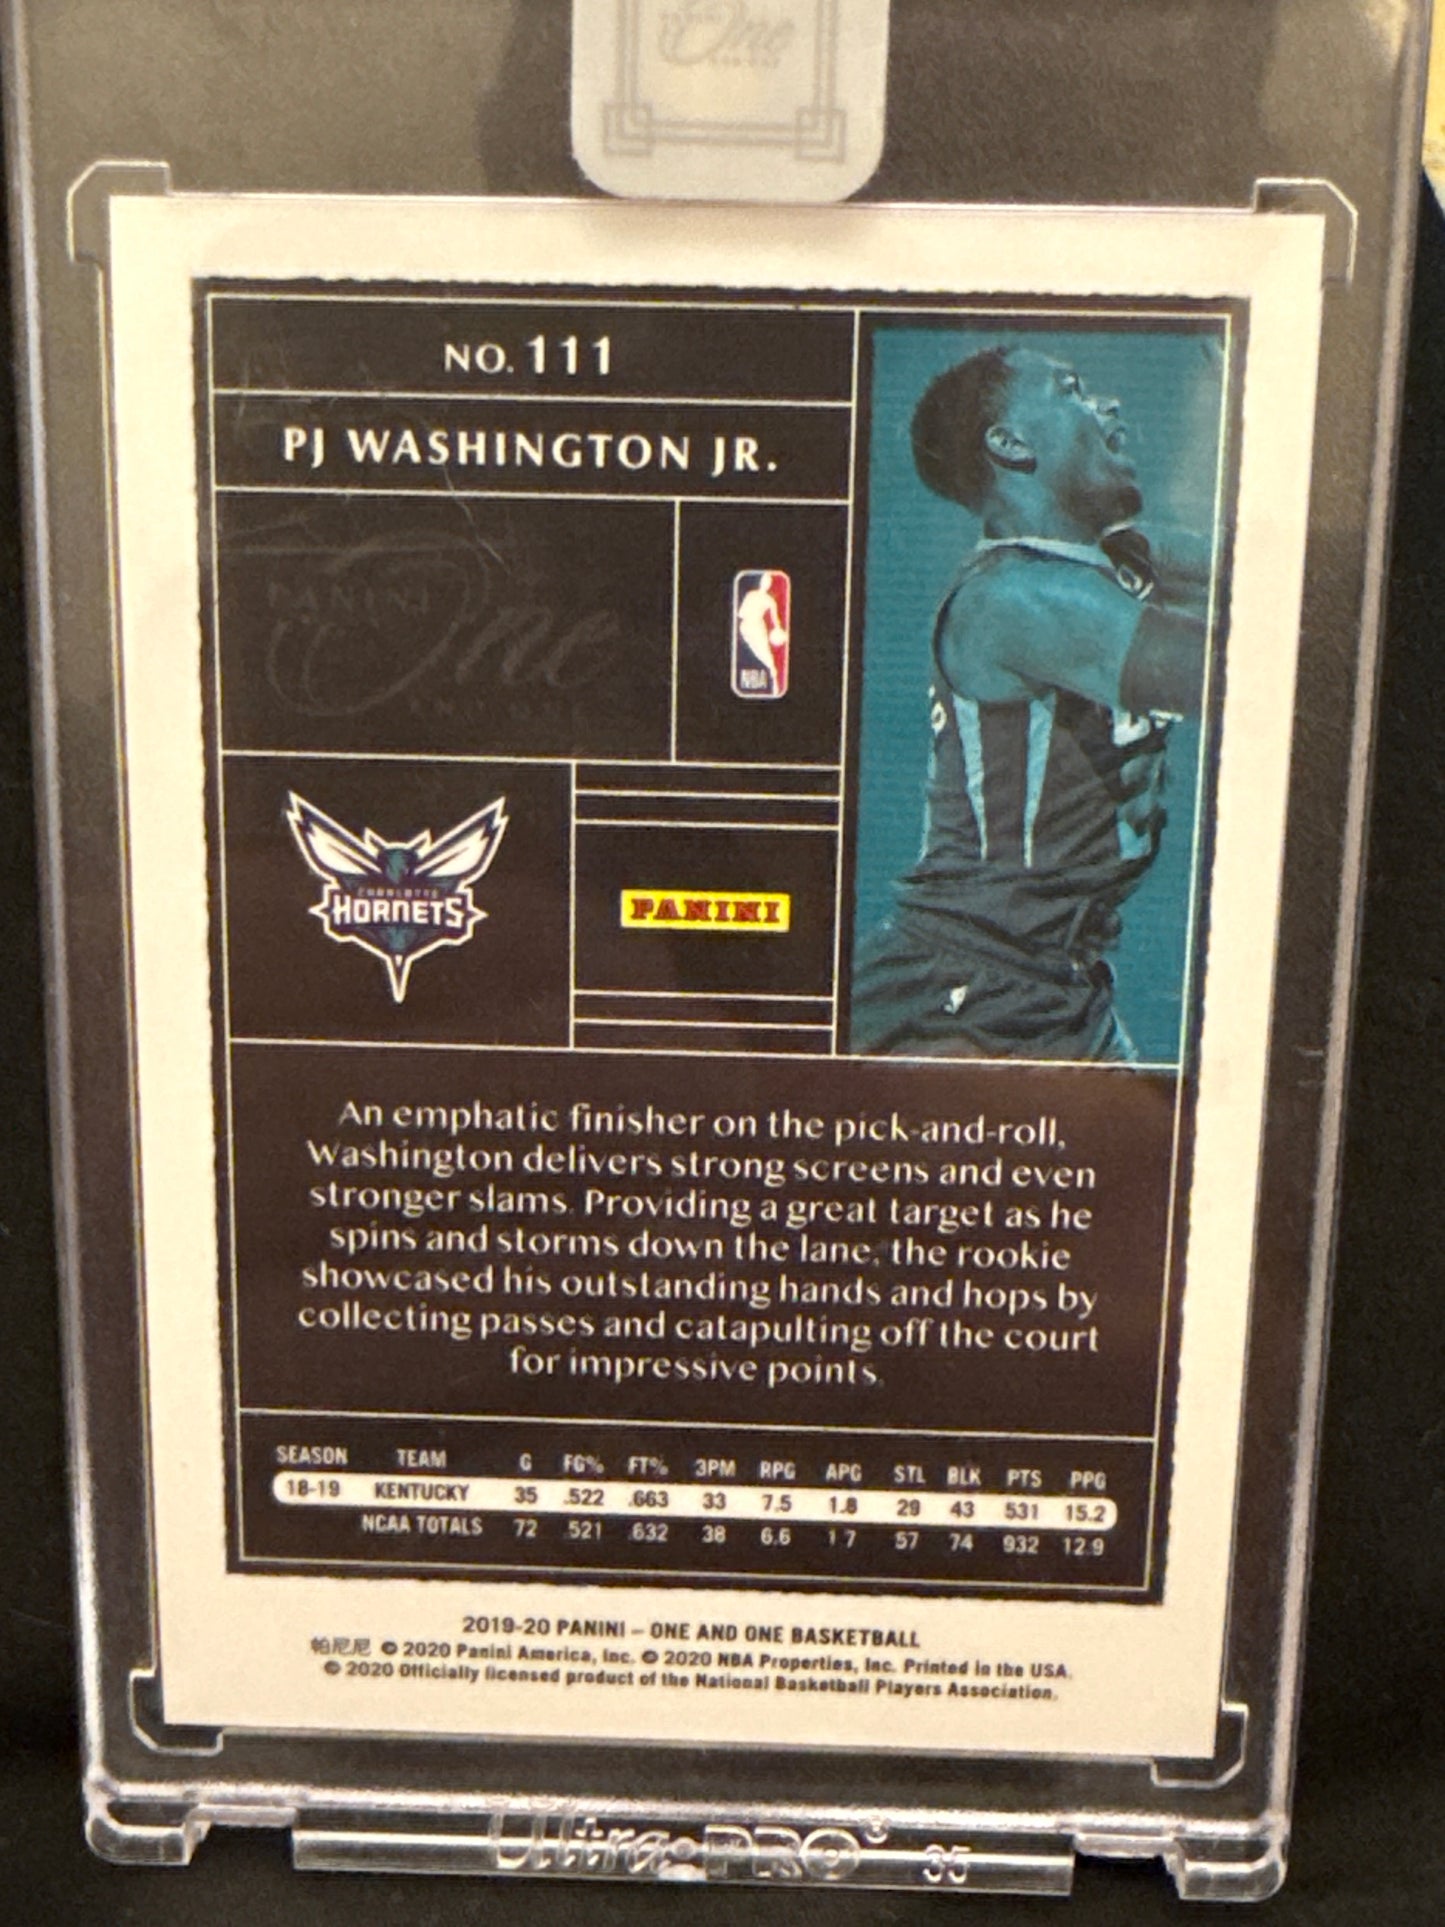 PANINI
One
NO. 111
PJ WASHINGTON JR.
PANINI
One
AND ONE
NBA
CHARLOTTE
HORNETS
PANINI
An emphatic finisher on the pick-and-roll,
Washington delivers strong screens and even
stronger slams. Providing a great target as he
spins and storms down the lane, the rookie
showcased his outstanding hands and hops by
collecting passes and catapulting off the court
for impressive points.
SEASON TEAM G FG% FT% 3PM RPG APG STL BLK PTS PPG
18-19 KENTUCKY 35 .522 .663 33 7.5 1.8 29 43 531 15.2
NCAA TOTALS 72 .521 .632 38 6.6 1.7 57 74 932 12.9
2019-20 PANINI – ONE AND ONE BASKETBALL
帕尼尼 © 2020 Panini America, Inc. © 2020 NBA Properties, Inc. Printed in the USA.
© 2020 Officially licensed product of the National Basketball Players Association.
Ultra·PRO® 35